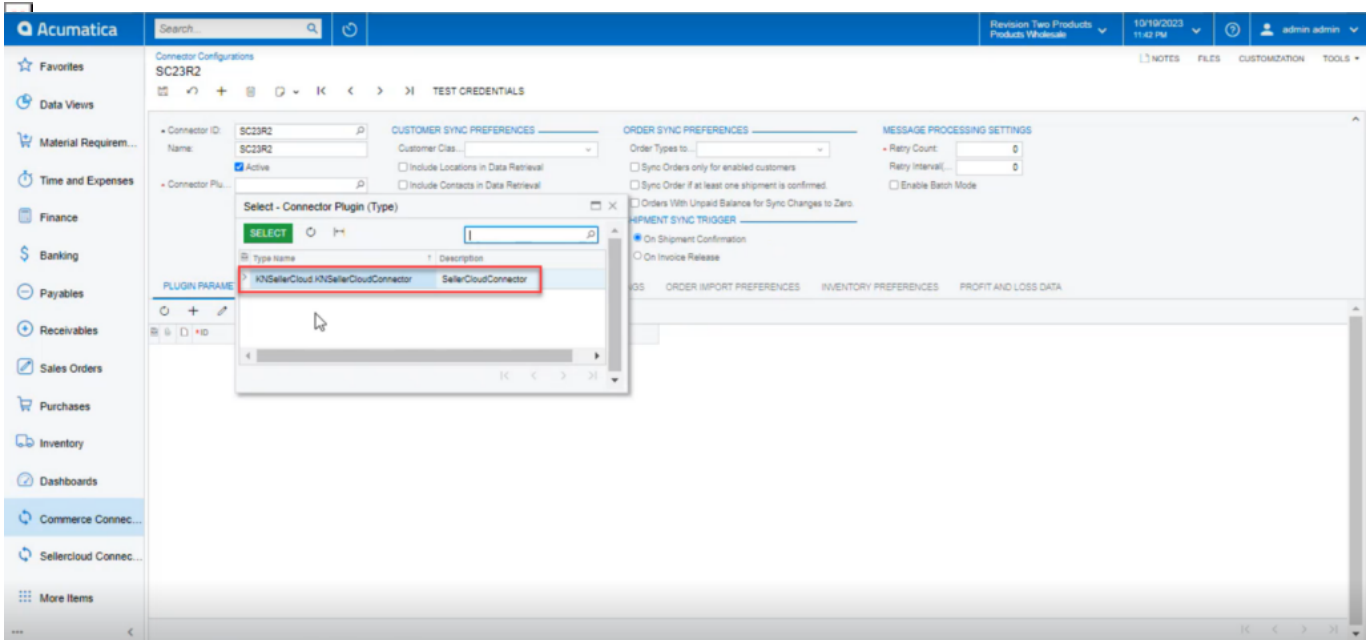 Acumatica
Search...
Revision Two Products
Products Wholesale
10/19/2023
11:42 PM
admin admin
Favorites
Data Views
Material Requirem...
Time and Expenses
Finance
Banking
Payables
Receivables
Sales Orders
Purchases
Inventory
Dashboards
Commerce Connec...
Sellercloud Connec...
More Items
Connector Configurations
SC23R2
NOTES FILES CUSTOMIZATION TOOLS
TEST CREDENTIALS
Connector ID: SC23R2
Name: SC23R2
Active
Connector Plu...
CUSTOMER SYNC PREFERENCES
Customer Clas...
Include Locations in Data Retrieval
Include Contacts in Data Retrieval
ORDER SYNC PREFERENCES
Order Types to...
Sync Orders only for enabled customers
Sync Order if at least one shipment is confirmed.
Orders With Unpaid Balance for Sync Changes to Zero.
HIPMENT SYNC TRIGGER
On Shipment Confirmation
On Invoice Release
MESSAGE PROCESSING SETTINGS
Retry Count: 0
Retry Interval(... 0
Enable Batch Mode
Select - Connector Plugin (Type)
SELECT
Type Name Description
KNSellerCloud.KNSellerCloudConnector SellerCloudConnector
PLUGIN PARAME
GS ORDER IMPORT PREFERENCES INVENTORY PREFERENCES PROFIT AND LOSS DATA
ID